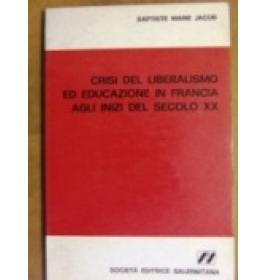 BAPTISTE MARIE JACOB
CRISI DEL LIBERALISMO
ED EDUCAZIONE IN FRANCIA
AGLI INIZI DEL SECOLO XX
SOCIETÀ EDITRICE SALERNITANA